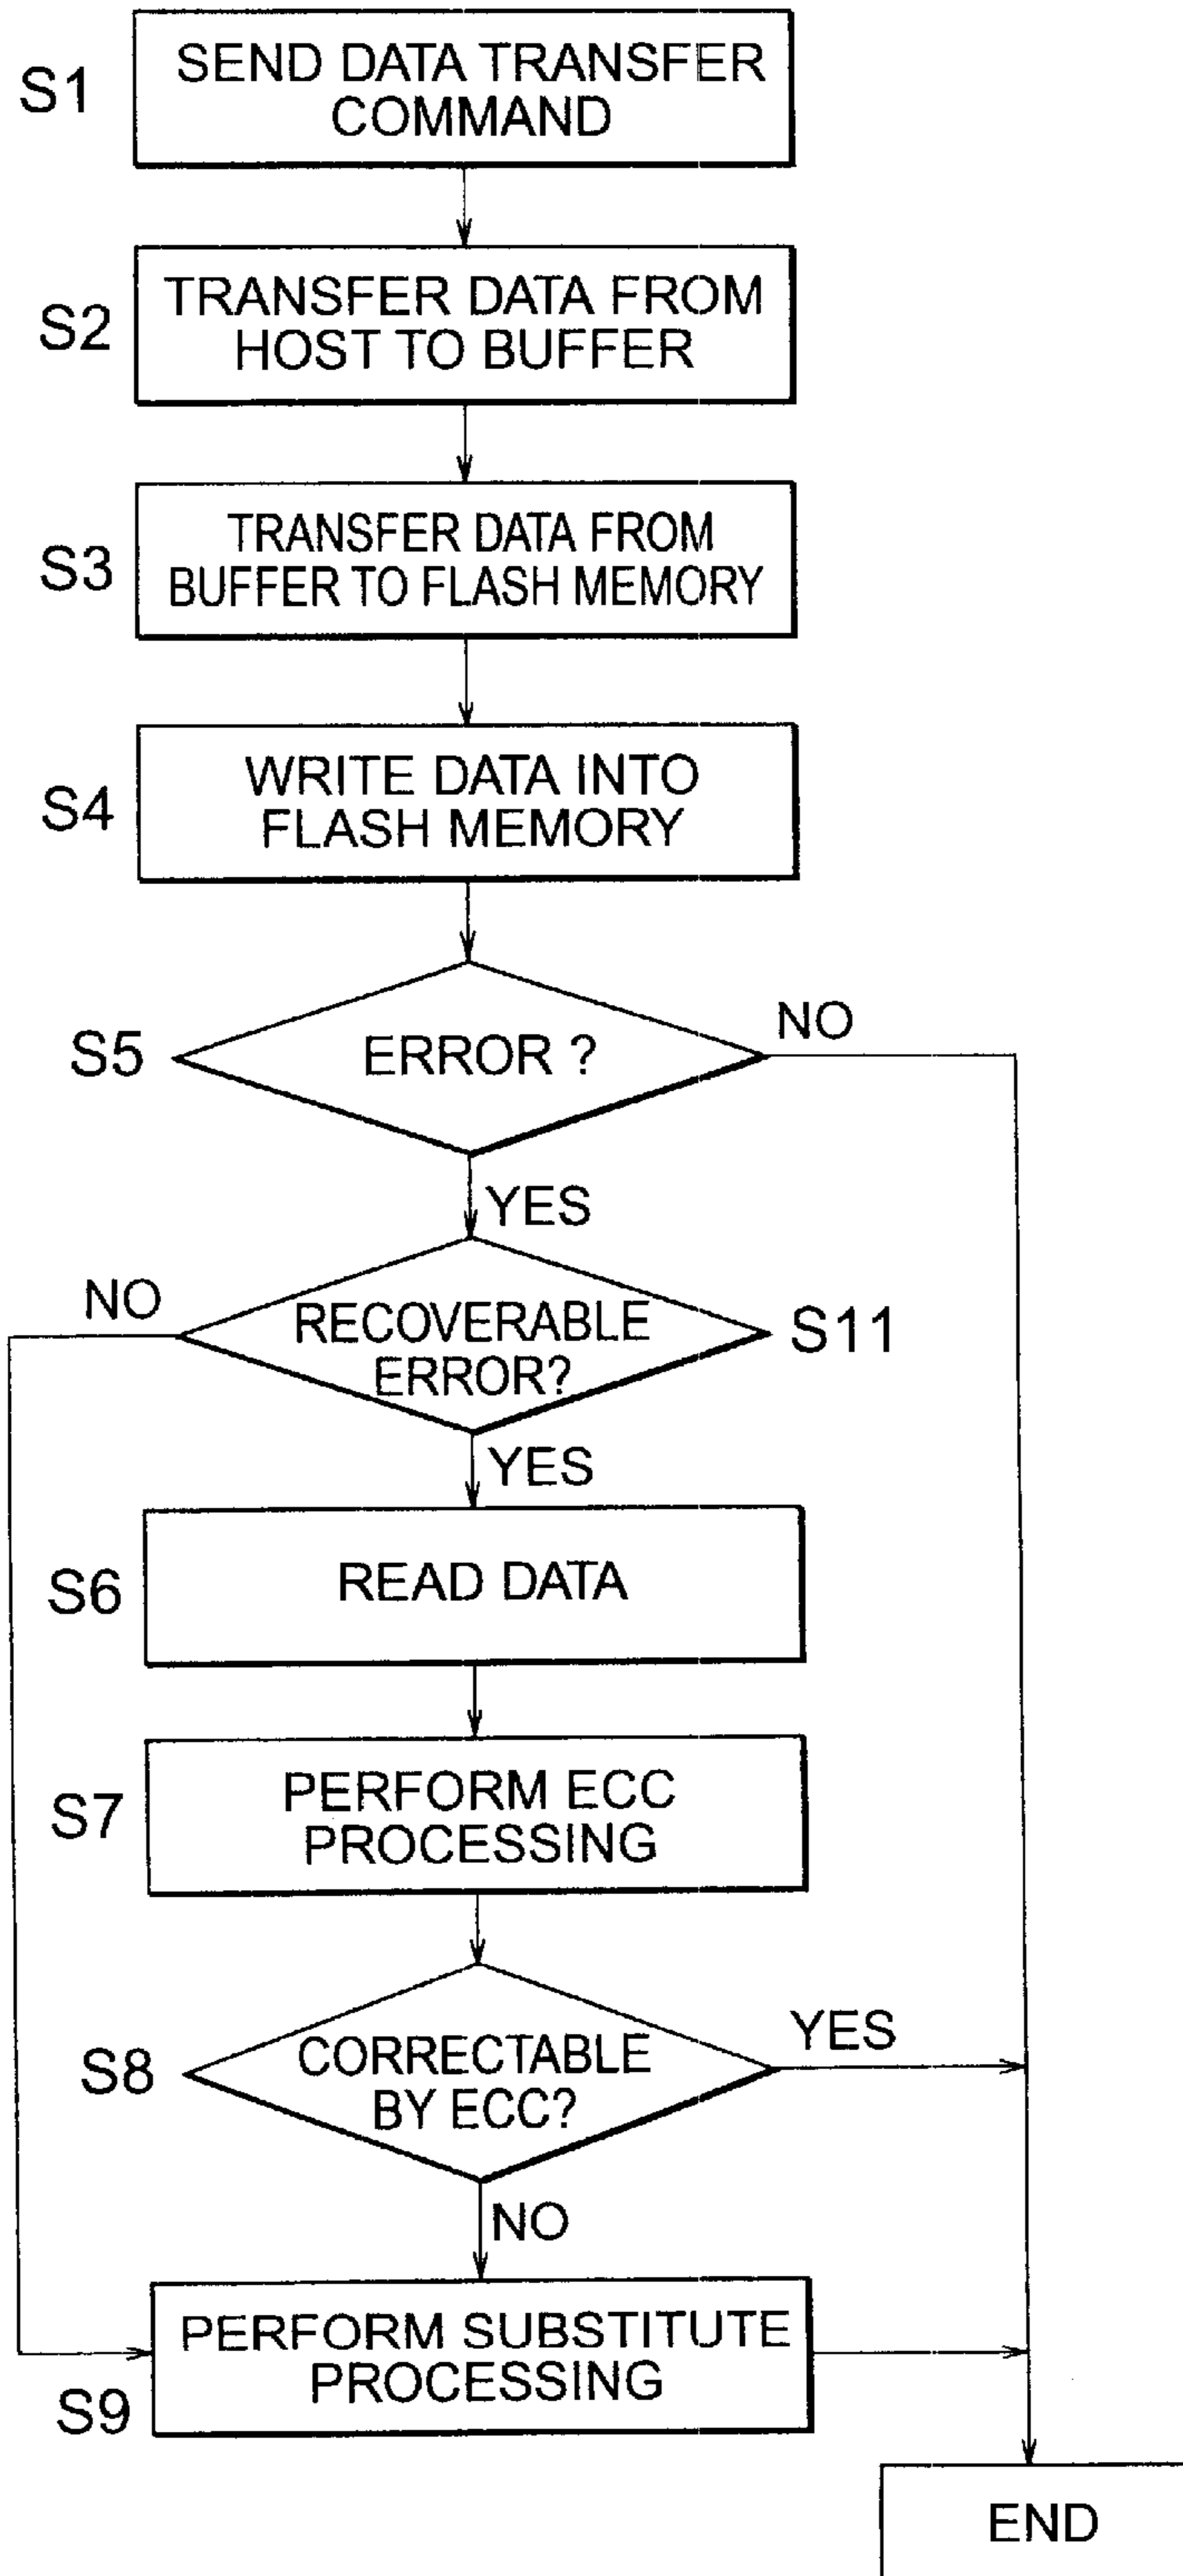 S1
SEND DATA TRANSFER
COMMAND
S2
TRANSFER DATA FROM
HOST TO BUFFER
S3
TRANSFER DATA FROM
BUFFER TO FLASH MEMORY
S4
WRITE DATA INTO
FLASH MEMORY
S5
ERROR ?
NO
YES
NO
RECOVERABLE
ERROR?
S11
YES
S6
READ DATA
S7
PERFORM ECC
PROCESSING
S8
CORRECTABLE
BY ECC?
YES
NO
PERFORM SUBSTITUTE
PROCESSING
S9
END